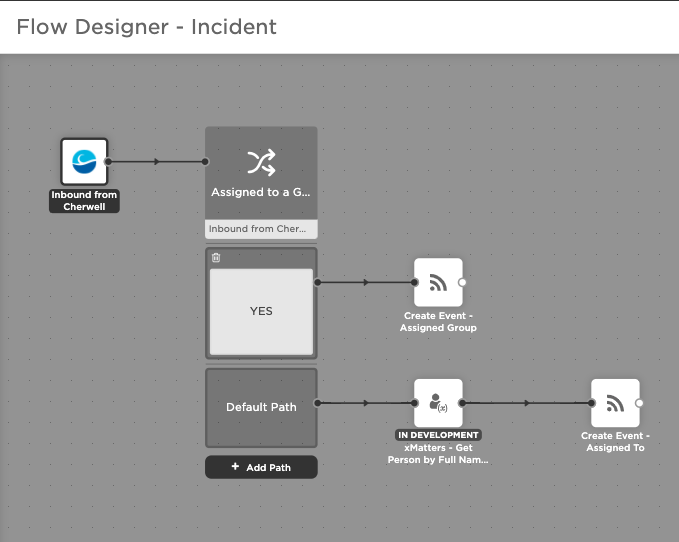 Flow Designer - Incident
Inbound from
Cherwell
Assigned to a G...
Inbound from Cher...
YES
Create Event -
Assigned Group
Default Path
IN DEVELOPMENT
xMatters - Get
Person by Full Nam...
Create Event -
Assigned To
+ Add Path